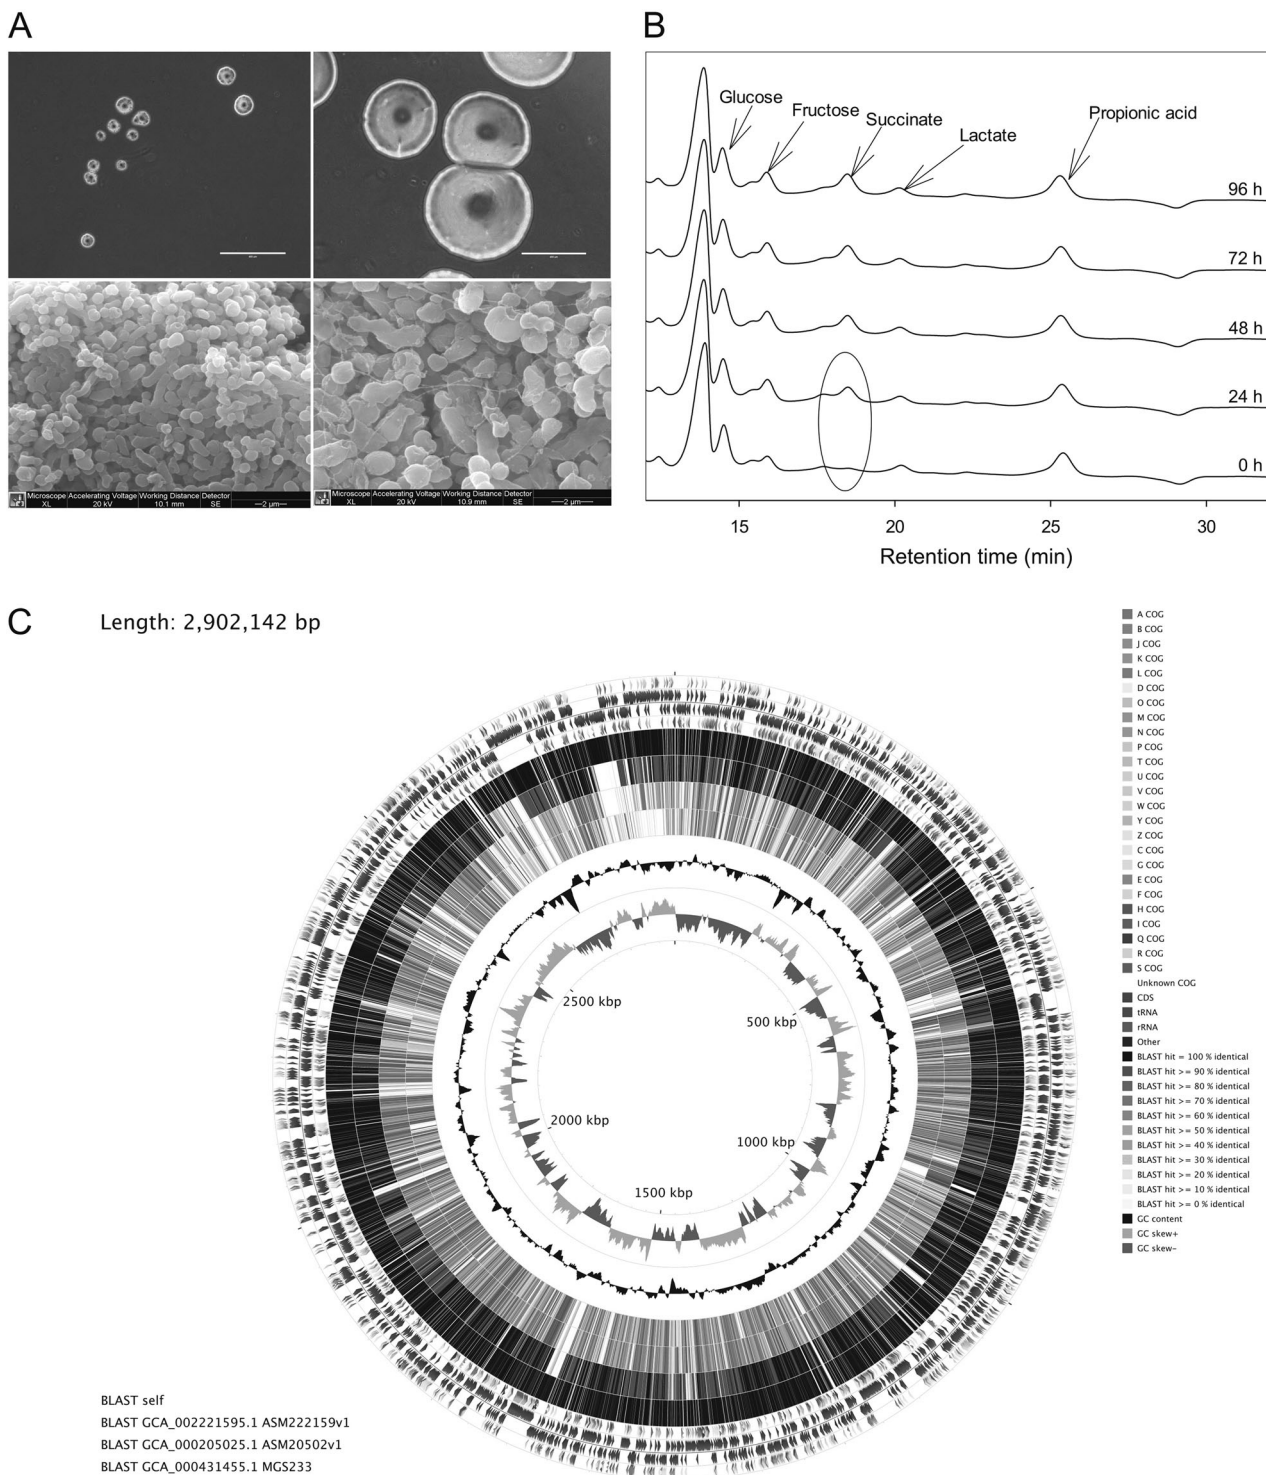 A
B
Glucose
Fructose
Succinate
Lactate
Propionic acid
96 h
72 h
48 h
24 h
0 h
Microscope Accelerating Voltage Working Distance Detector
XL 20 kV 10.1 mm SE 2 µm
Microscope Accelerating Voltage Working Distance Detector
XL 20 kV 10.9 mm SE 2 µm
15 20 25 30
Retention time (min)
C
Length: 2,902,142 bp
A COG
B COG
J COG
K COG
L COG
D COG
O COG
M COG
N COG
P COG
T COG
U COG
V COG
W COG
Y COG
Z COG
C COG
G COG
E COG
F COG
H COG
I COG
Q COG
R COG
S COG
Unknown COG
CDS
tRNA
rRNA
Other
BLAST hit = 100 % identical
BLAST hit >= 90 % identical
BLAST hit >= 80 % identical
BLAST hit >= 70 % identical
BLAST hit >= 60 % identical
BLAST hit >= 50 % identical
BLAST hit >= 40 % identical
BLAST hit >= 30 % identical
BLAST hit >= 20 % identical
BLAST hit >= 10 % identical
BLAST hit >= 0 % identical
GC content
GC skew+
GC skew-
2500 kbp
500 kbp
2000 kbp
1000 kbp
1500 kbp
BLAST self
BLAST GCA_002221595.1 ASM222159v1
BLAST GCA_000205025.1 ASM20502v1
BLAST GCA_000431455.1 MGS233